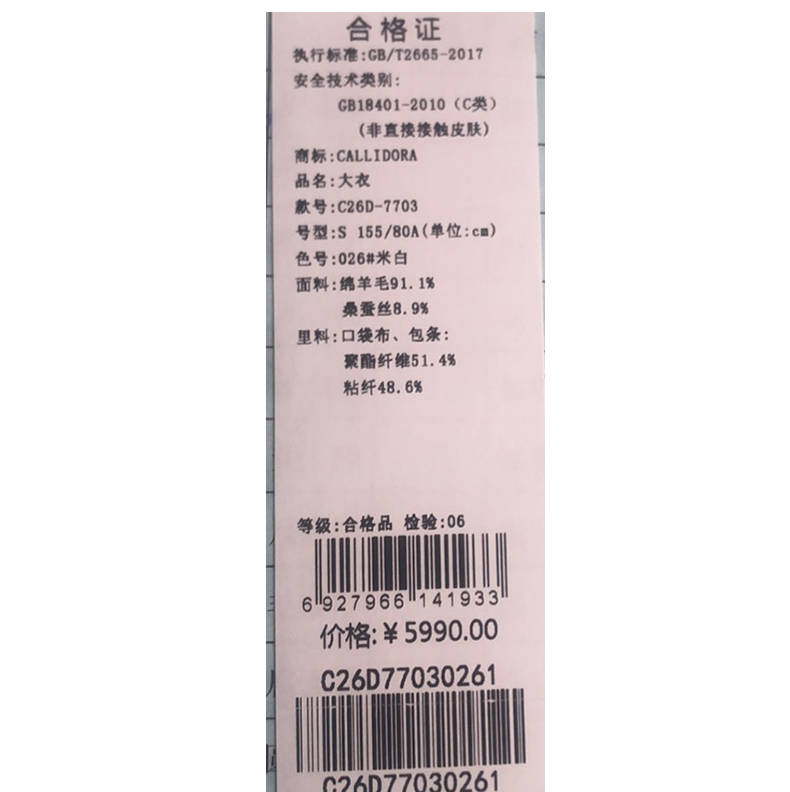 合格证
执行标准:GB/T2665-2017
安全技术类别:
GB18401-2010（C类）
(非直接接触皮肤)
商标:CALLIDORA
品名:大衣
款号:C26D-7703
号型:S 155/80A(单位:cm)
色号:026#米白
面料:绵羊毛91.1%
桑蚕丝8.9%
里料:口袋布、包条:
聚酯纤维51.4%
粘纤48.6%
等级:合格品 检验:06
6 927966 141933
价格:¥5990.00
C26D77030261
C26D77030261